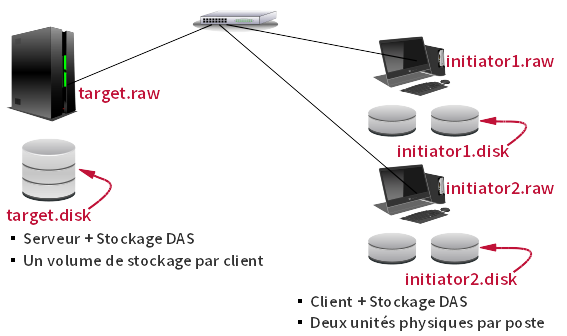 target.raw
target.disk
▪ Serveur + Stockage DAS
▪ Un volume de stockage par client
initiator1.raw
initiator1.disk
initiator2.raw
initiator2.disk
▪ Client + Stockage DAS
▪ Deux unités physiques par poste